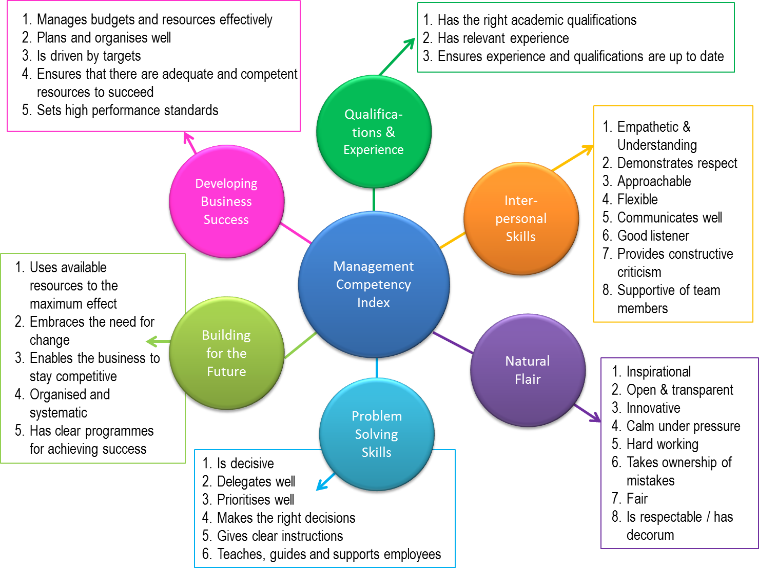 1. Manages budgets and resources effectively
2. Plans and organises well
3. Is driven by targets
4. Ensures that there are adequate and competent
resources to succeed
5. Sets high performance standards
1. Has the right academic qualifications
2. Has relevant experience
3. Ensures experience and qualifications are up to date
Qualifica-
tions &
Experience
Developing
Business
Success
Inter-
personal
Skills
1. Empathetic &
Understanding
2. Demonstrates respect
3. Approachable
4. Flexible
5. Communicates well
6. Good listener
7. Provides constructive
criticism
8. Supportive of team
members
Management
Competency
Index
1. Uses available
resources to the
maximum effect
2. Embraces the need for
change
3. Enables the business to
stay competitive
4. Organised and
systematic
5. Has clear programmes
for achieving success
Building
for the
Future
Natural
Flair
1. Inspirational
2. Open & transparent
3. Innovative
4. Calm under pressure
5. Hard working
6. Takes ownership of
mistakes
7. Fair
8. Is respectable / has
decorum
Problem
Solving
Skills
1. Is decisive
2. Delegates well
3. Prioritises well
4. Makes the right decisions
5. Gives clear instructions
6. Teaches, guides and supports employees